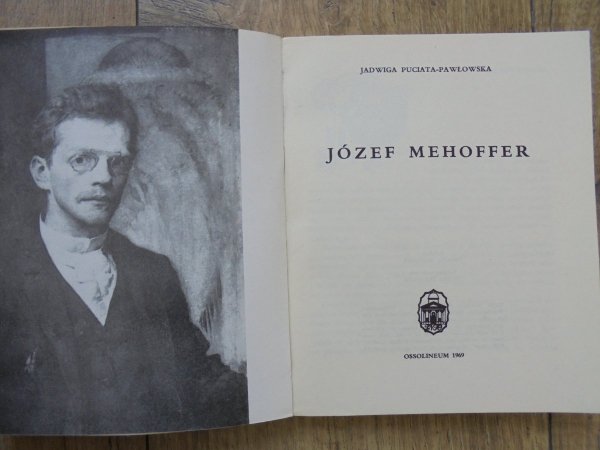 JADWIGA PUCIATA-PAWŁOWSKA
JÓZEF MEHOFFER
OSSOLINEUM 1969